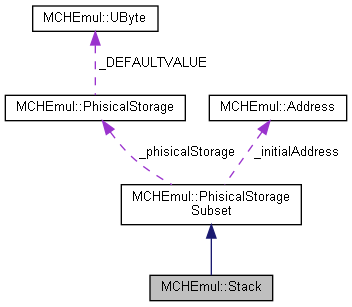 MCHEmul::UByte
_DEFAULTVALUE
MCHEmul::PhisicalStorage
MCHEmul::Address
_phisicalStorage
_initialAddress
MCHEmul::PhisicalStorage
Subset
MCHEmul::Stack